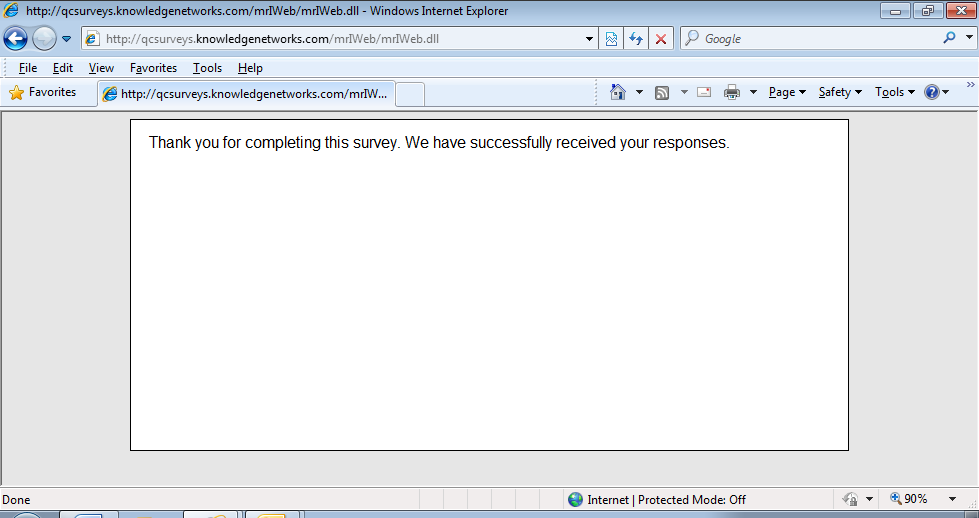 http://qcsurveys.knowledgenetworks.com/mrIWeb/mrIWeb.dll - Windows Internet Explorer
http://qcsurveys.knowledgenetworks.com/mrIWeb/mrIWeb.dll Google
File Edit View Favorites Tools Help
Favorites http://qcsurveys.knowledgenetworks.com/mrIW... Page Safety Tools »
Thank you for completing this survey. We have successfully received your responses.
Done Internet | Protected Mode: Off 90%